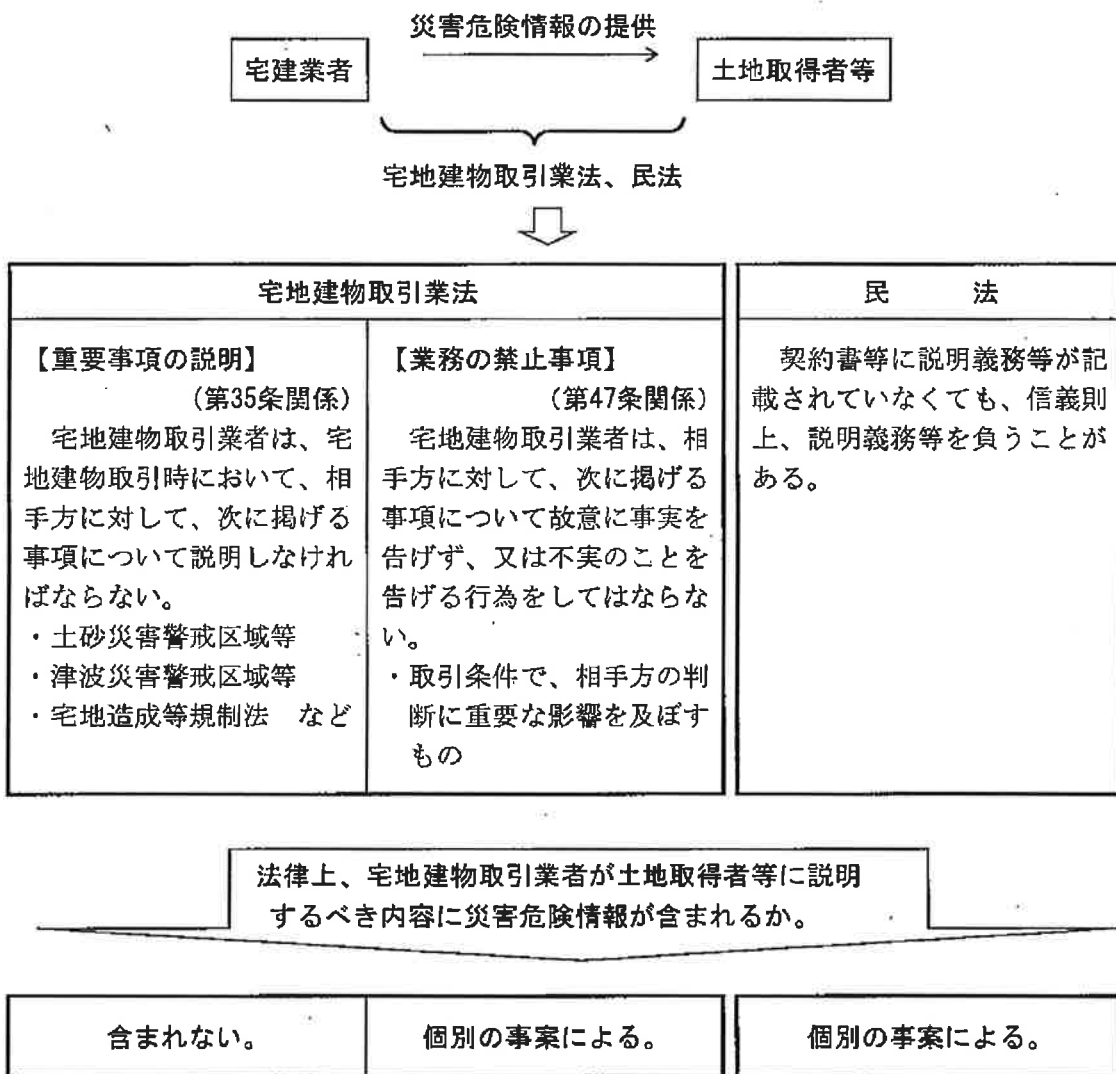 災害危険情報の提供
宅建業者
土地取得者等
宅地建物取引業法、民法
宅地建物取引業法
【重要事項の説明】
(第35条関係)
宅地建物取引業者は、宅
地建物取引時において、相
手方に対して、次に掲げる
事項について説明しなけれ
ばならない。
・土砂災害警戒区域等
・津波災害警戒区域等
・宅地造成等規制法 など
【業務の禁止事項】
(第47条関係)
宅地建物取引業者は、相
手方に対して、次に掲げる
事項について故意に事実を
告げず、又は不実のことを
告げる行為をしてはならな
い。
・取引条件で、相手方の判
断に重要な影響を及ぼす
もの
民 法
契約書等に説明義務等が記
載されていなくても、信義則
上、説明義務等を負うことが
ある。
法律上、宅地建物取引業者が土地取得者等に説明
するべき内容に災害危険情報が含まれるか。
含まれない。
個別の事案による。
個別の事案による。